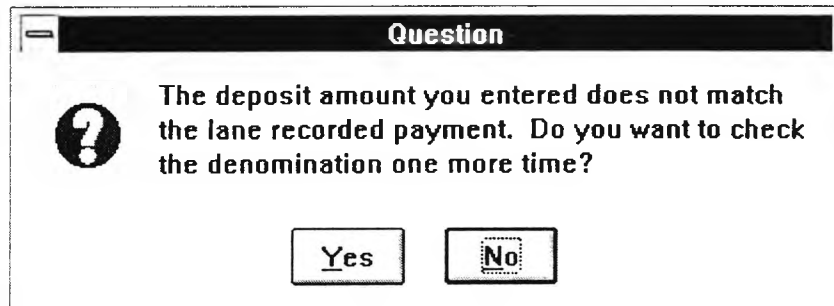 Question
The deposit amount you entered does not match
the lane recorded payment. Do you want to check
the denomination one more time?
Yes No